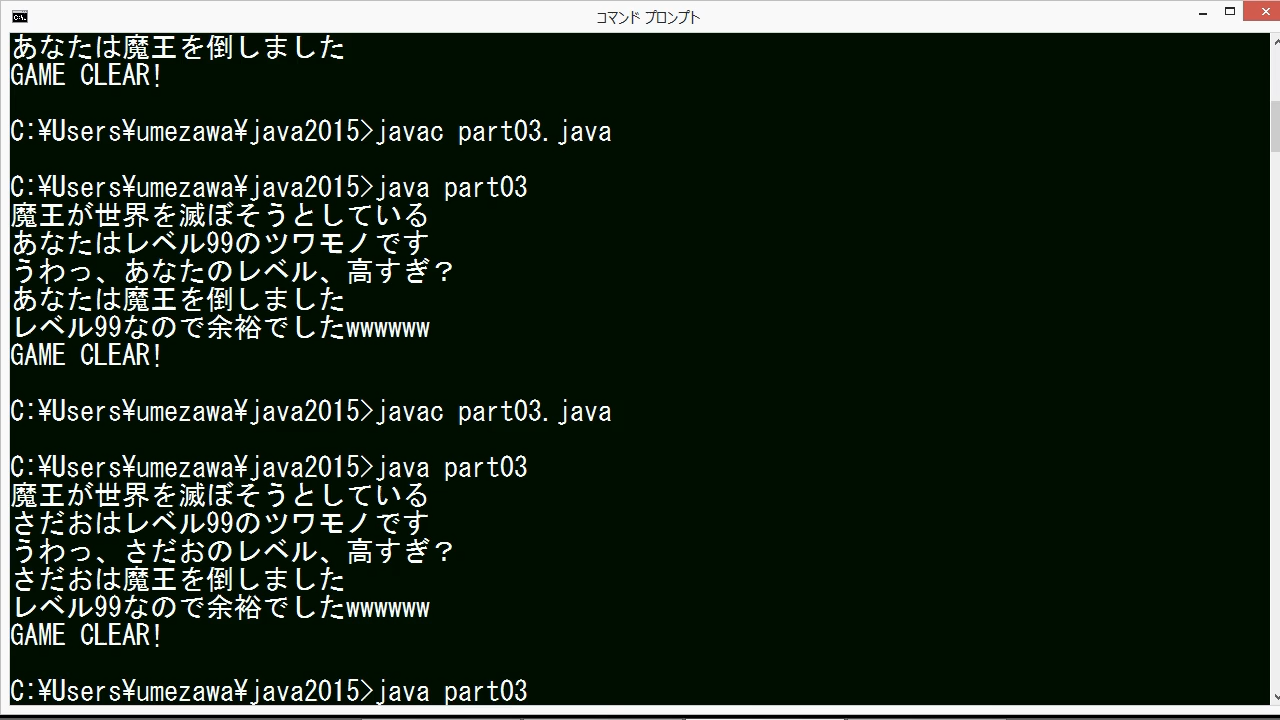 コマンド プロンプト
あなたは魔王を倒しました
GAME CLEAR!
C:¥Users¥umezawa¥java2015>javac part03.java
C:¥Users¥umezawa¥java2015>java part03
魔王が世界を滅ぼそうとしている
あなたはレベル99のツワモノです
うわっ、あなたのレベル、高すぎ？
あなたは魔王を倒しました
レベル99なので余裕でしたwwwwww
GAME CLEAR!
C:¥Users¥umezawa¥java2015>javac part03.java
C:¥Users¥umezawa¥java2015>java part03
魔王が世界を滅ぼそうとしている
さだおはレベル99のツワモノです
うわっ、さだおのレベル、高すぎ？
さだおは魔王を倒しました
レベル99なので余裕でしたwwwwww
GAME CLEAR!
C:¥Users¥umezawa¥java2015>java part03